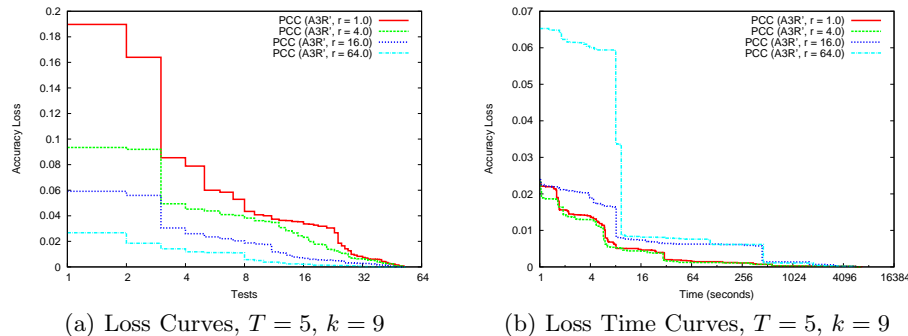 Accuracy Loss
0.2
0.18
0.16
0.14
0.12
0.1
0.08
0.06
0.04
0.02
0
1 2 4 8 16 32 64
Tests
PCC (A3R', r = 1.0)
PCC (A3R', r = 4.0)
PCC (A3R', r = 16.0)
PCC (A3R', r = 64.0)
(a) Loss Curves, T = 5, k = 9
Accuracy Loss
0.07
0.06
0.05
0.04
0.03
0.02
0.01
0
1 4 16 64 256 1024 4096 16384
Time (seconds)
PCC (A3R', r = 1.0)
PCC (A3R', r = 4.0)
PCC (A3R', r = 16.0)
PCC (A3R', r = 64.0)
(b) Loss Time Curves, T = 5, k = 9